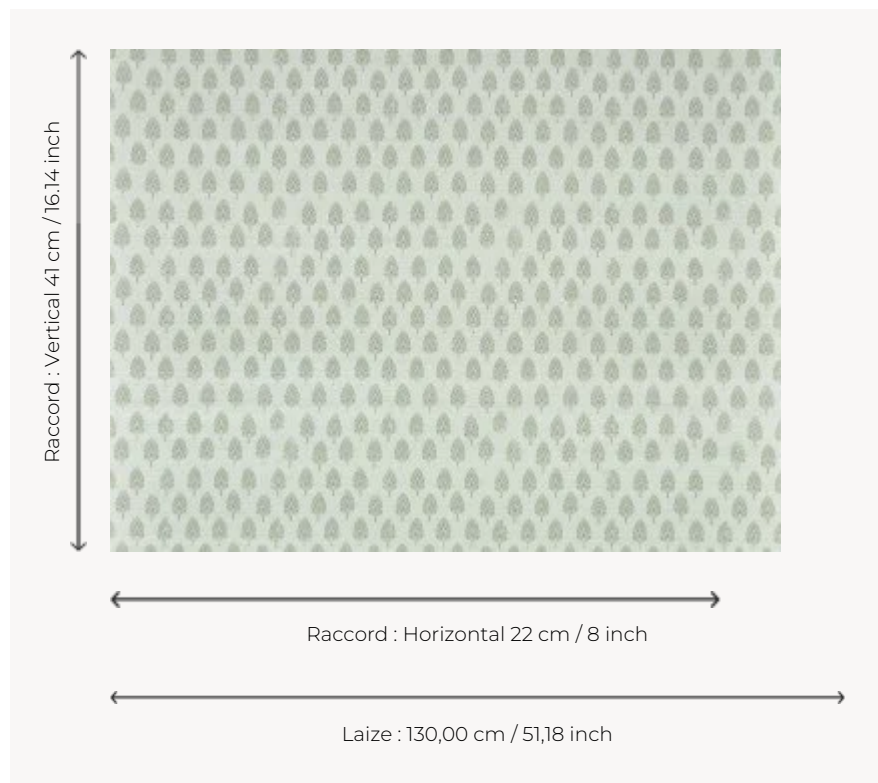 Raccord : Vertical 41 cm / 16.14 inch
Raccord : Horizontal 22 cm / 8 inch
Laize : 130,00 cm / 51,18 inch